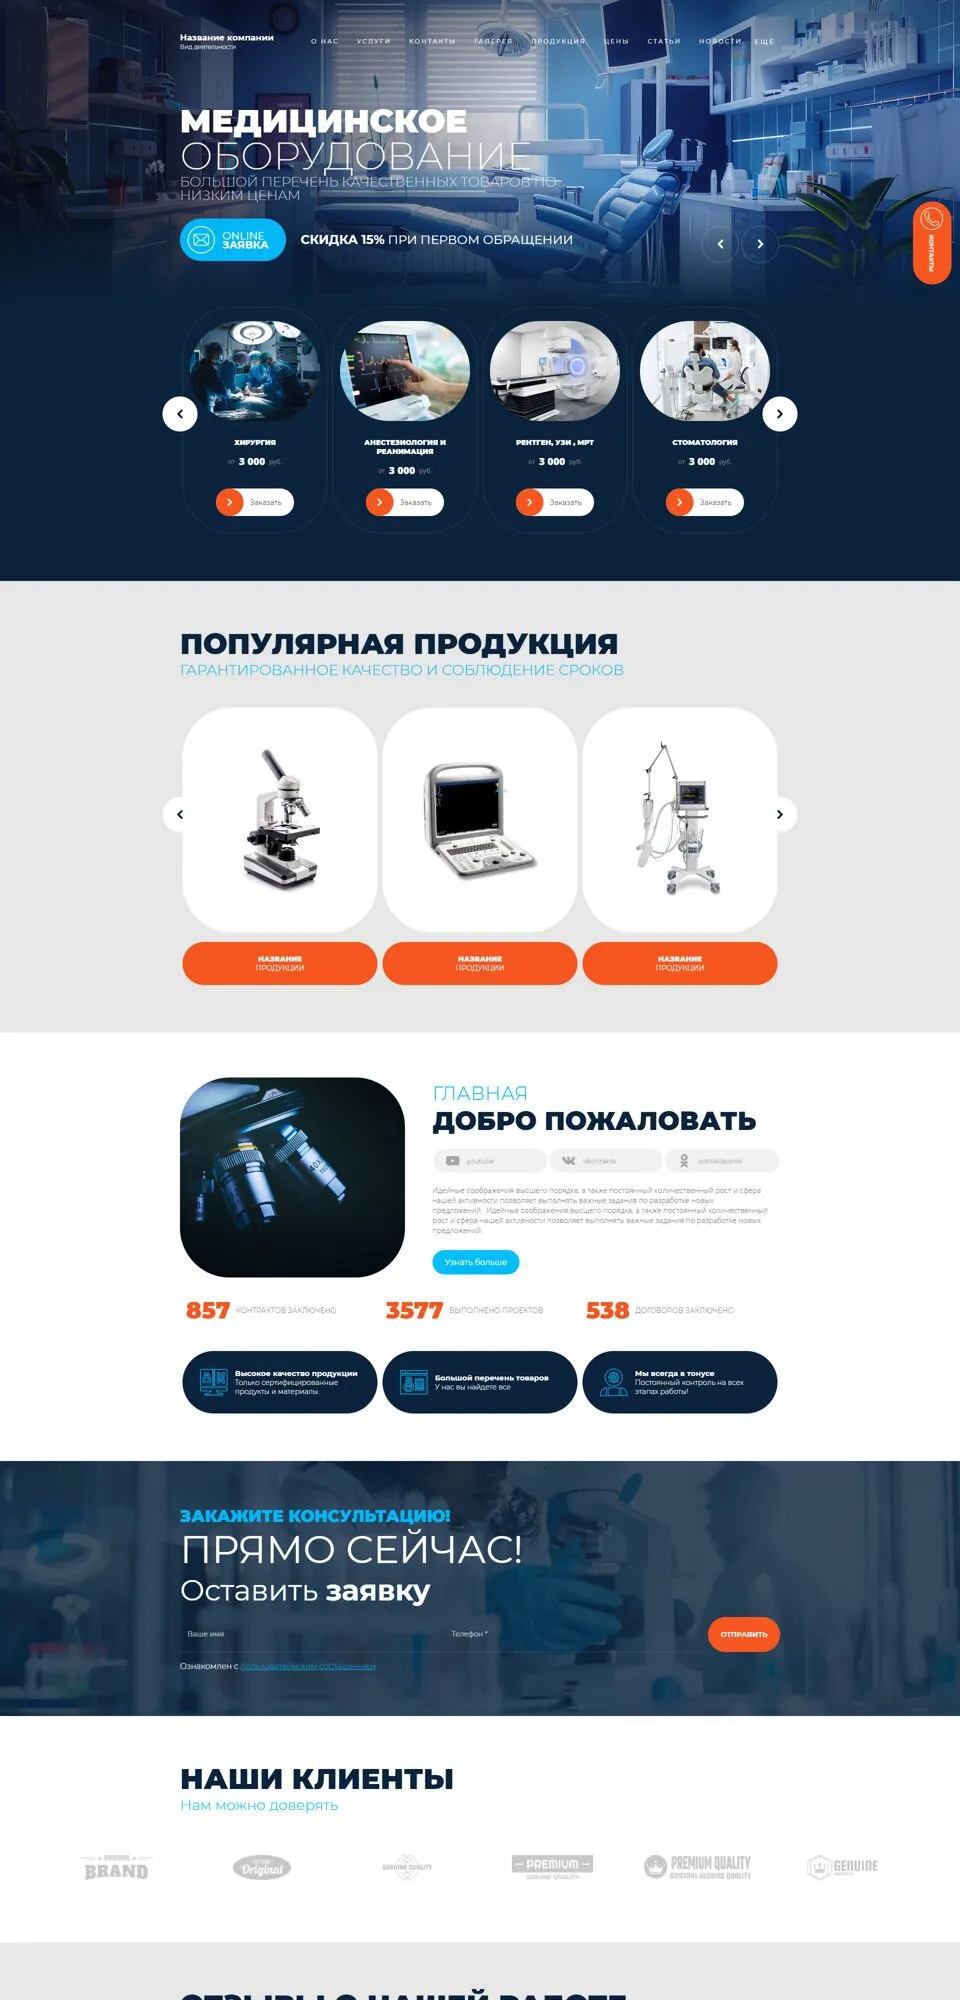 Название компании
Вид деятельности
О НАС УСЛУГИ КОНТАКТЫ ГАЛЕРЕЯ ПРОДУКЦИЯ ЦЕНЫ СТАТЬИ НОВОСТИ ЕЩЁ
МЕДИЦИНСКОЕ
ОБОРУДОВАНИЕ
БОЛЬШОЙ ПЕРЕЧЕНЬ КАЧЕСТВЕННЫХ ТОВАРОВ ПО
НИЗКИМ ЦЕНАМ
ONLINE
ЗАЯВКА
СКИДКА 15% ПРИ ПЕРВОМ ОБРАЩЕНИИ
КОНТАКТЫ
ХИРУРГИЯ
от 3 000 руб.
Заказать
АНЕСТЕЗИОЛОГИЯ И
РЕАНИМАЦИЯ
от 3 000 руб.
Заказать
РЕНТГЕН, УЗИ , МРТ
от 3 000 руб.
Заказать
СТОМАТОЛОГИЯ
от 3 000 руб.
Заказать
ПОПУЛЯРНАЯ ПРОДУКЦИЯ
ГАРАНТИРОВАННОЕ КАЧЕСТВО И СОБЛЮДЕНИЕ СРОКОВ
НАЗВАНИЕ
ПРОДУКЦИИ
НАЗВАНИЕ
ПРОДУКЦИИ
НАЗВАНИЕ
ПРОДУКЦИИ
40X
ГЛАВНАЯ
ДОБРО ПОЖАЛОВАТЬ
youtube
Vkontakte
odnoklassniki
Идейные соображения высшего порядка, а также постоянный количественный рост и сфера
нашей активности позволяет выполнять важные задания по разработке новых
предложений. Идейные соображения высшего порядка, а также постоянный количественный
рост и сфера нашей активности позволяет выполнять важные задания по разработке новых
предложений.
Узнать больше
857 КОНТРАКТОВ ЗАКЛЮЧЕНО
3577 ВЫПОЛНЕНО ПРОЕКТОВ
538 ДОГОВОРОВ ЗАКЛЮЧЕНО
Высокое качество продукции
Только сертифицированные
продукты и материалы.
Большой перечень товаров
У нас вы найдете все
Мы всегда в тонусе
Постоянный контроль на всех
этапах работы!
ЗАКАЖИТЕ КОНСУЛЬТАЦИЮ!
ПРЯМО СЕЙЧАС!
Оставить заявку
Ваше имя
Телефон *
ОТПРАВИТЬ
Ознакомлен с пользовательским соглашением
НАШИ КЛИЕНТЫ
Нам можно доверять
ORIGINAL
BRAND
Original
GENUINE QUALITY
PREMIUM
GENUINE QUALITY
PREMIUM QUALITY
ORIGINAL GENUINE QUALITY
GENUINE
ОТЗЫВЫ О НАШЕЙ РАБОТЕ